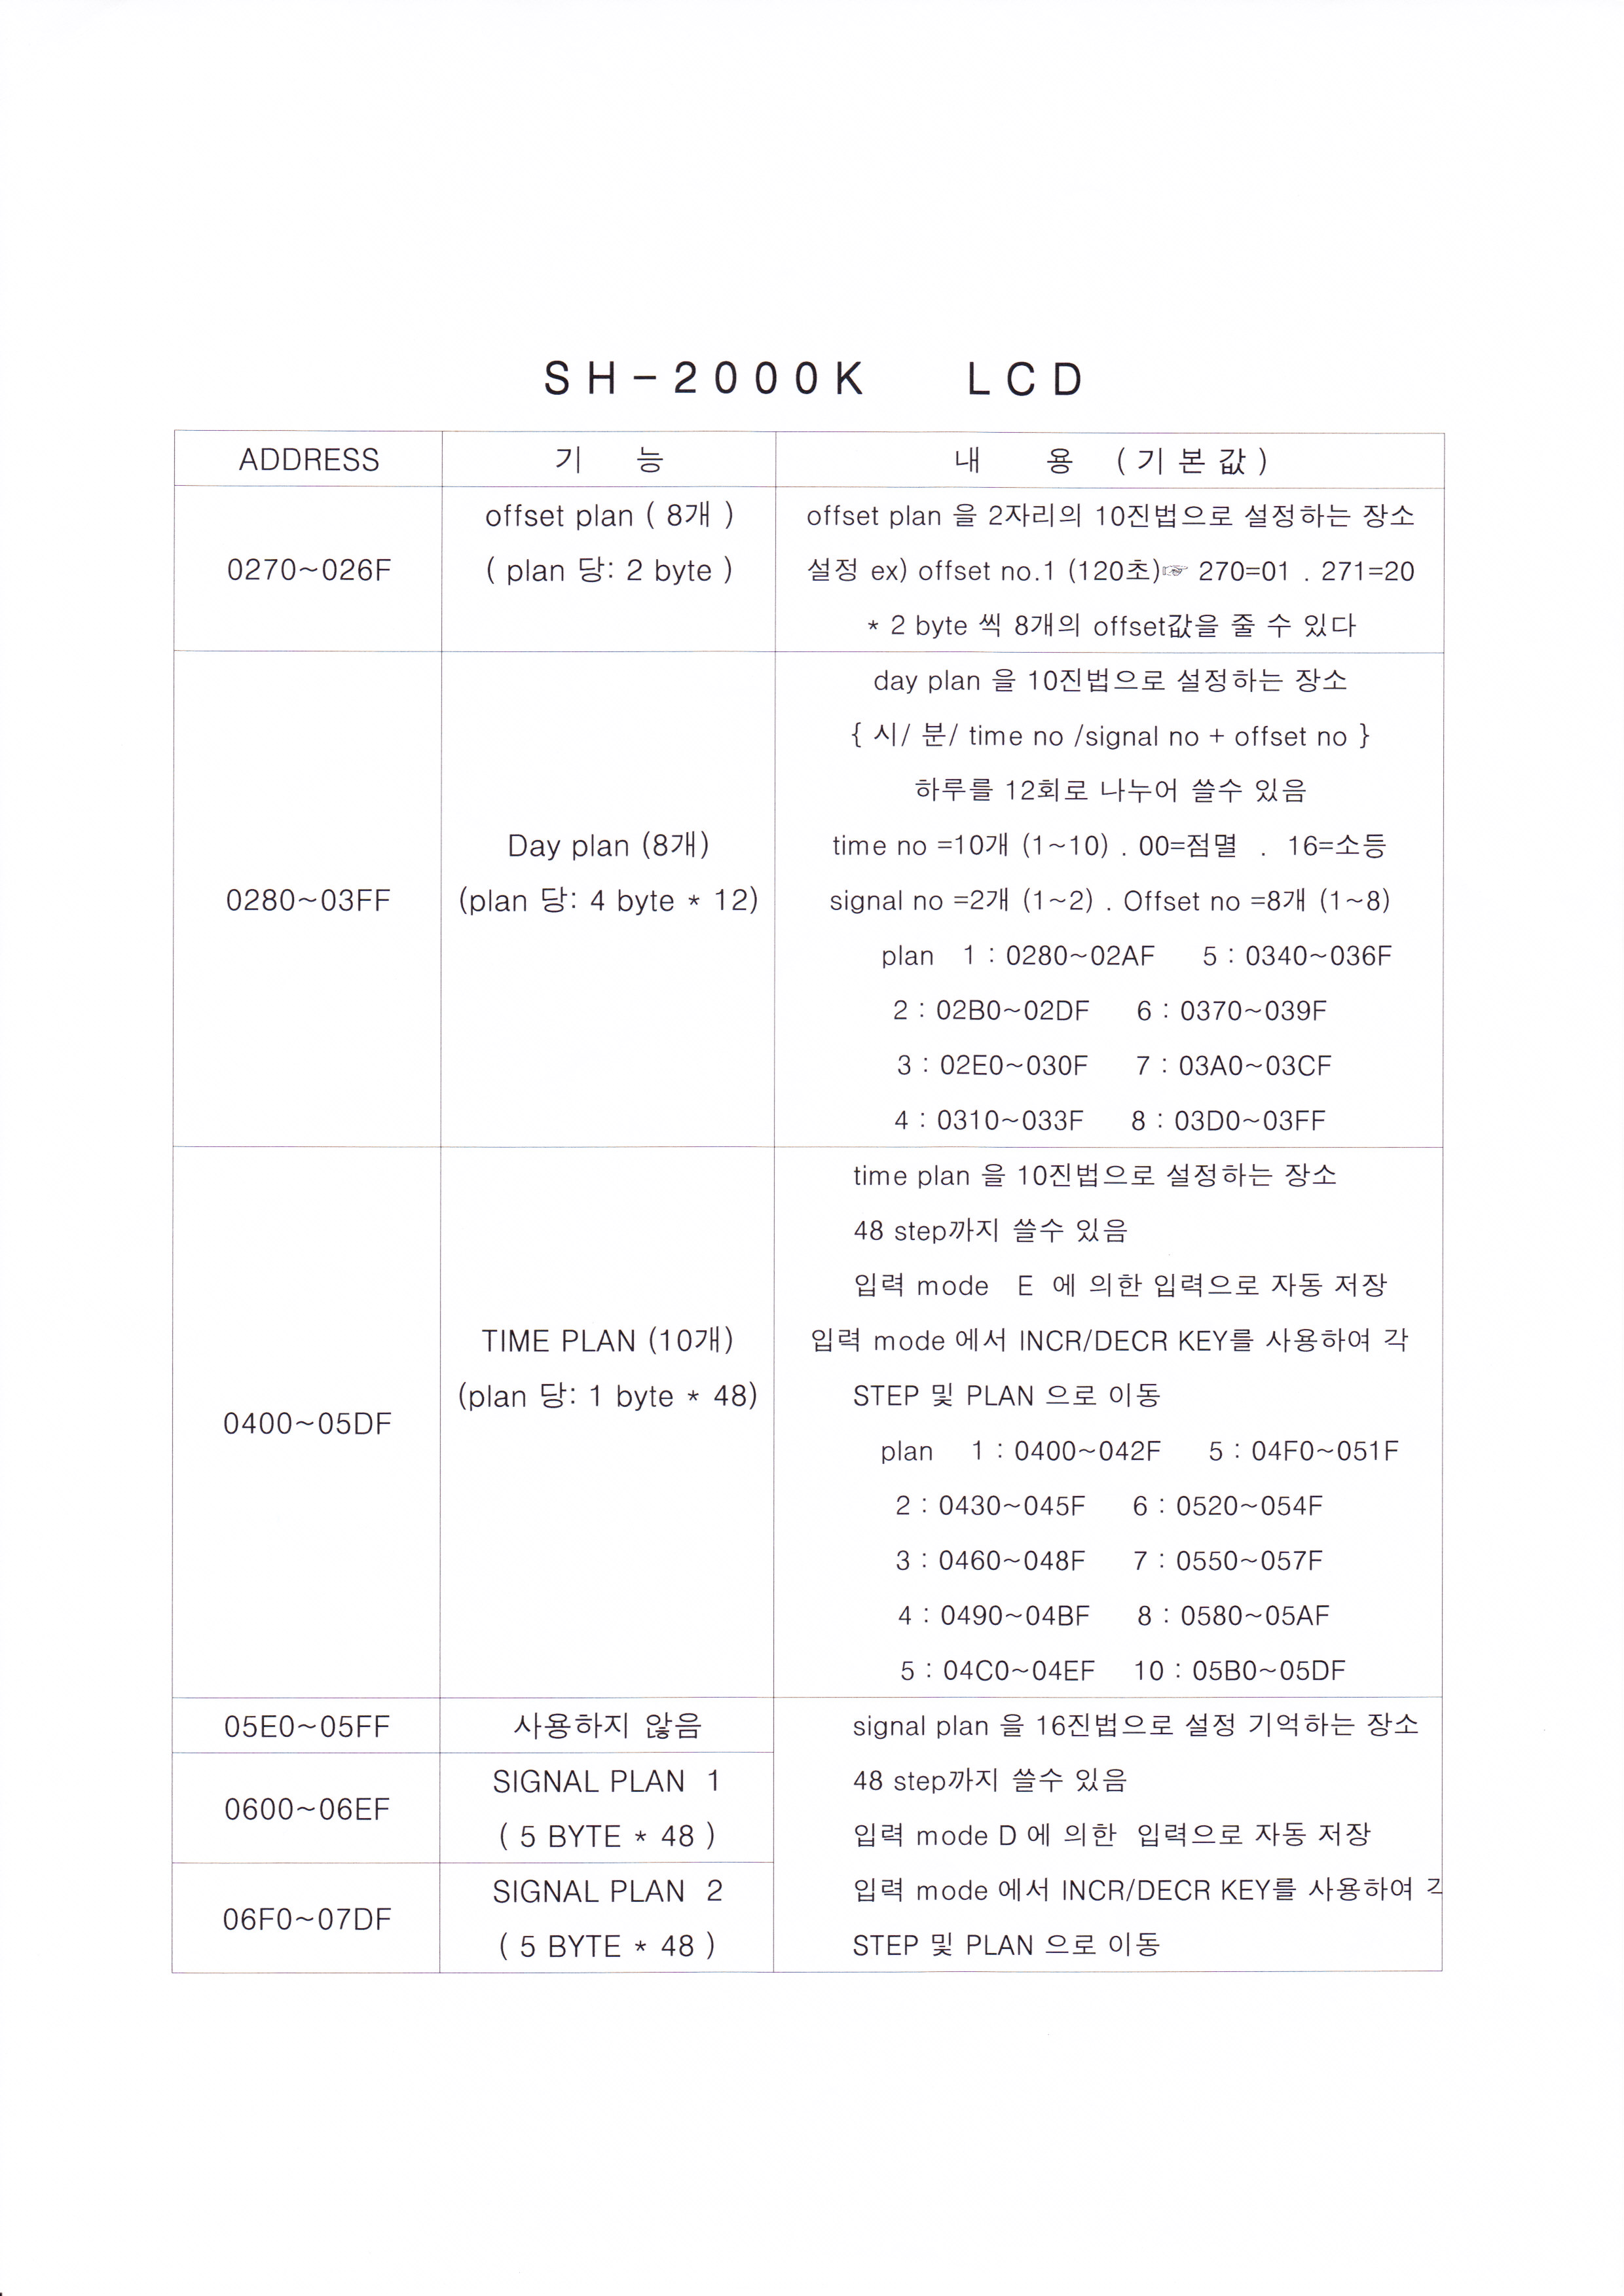 SH-2000K LCD
ADDRESS 기 능 내 용 (기본값)
0270~026F
offset plan ( 8개 )
( plan 당: 2 byte )
offset plan 을 2자리의 10진법으로 설정하는 장소
설정 ex) offset no.1 (120초)☞ 270=01 . 271=20
* 2 byte 씩 8개의 offset값을 줄 수 있다
0280~03FF
Day plan (8개)
(plan 당: 4 byte * 12)
day plan 을 10진법으로 설정하는 장소
{ 시/ 분/ time no /signal no + offset no }
하루를 12회로 나누어 쓸수 있음
time no =10개 (1~10) . 00=점멸 . 16=소등
signal no =2개 (1~2) . Offset no =8개 (1~8)
plan 1 : 0280~02AF 5 : 0340~036F
2 : 02B0~02DF 6 : 0370~039F
3 : 02E0~030F 7 : 03A0~03CF
4 : 0310~033F 8 : 03D0~03FF
0400~05DF
TIME PLAN (10개)
(plan 당: 1 byte * 48)
time plan 을 10진법으로 설정하는 장소
48 step까지 쓸수 있음
입력 mode E 에 의한 입력으로 자동 저장
입력 mode 에서 INCR/DECR KEY를 사용하여 각
STEP 및 PLAN 으로 이동
plan 1 : 0400~042F 5 : 04F0~051F
2 : 0430~045F 6 : 0520~054F
3 : 0460~048F 7 : 0550~057F
4 : 0490~04BF 8 : 0580~05AF
5 : 04C0~04EF 10 : 05B0~05DF
05E0~05FF 사용하지 않음
0600~06EF
SIGNAL PLAN 1
( 5 BYTE * 48 )
06F0~07DF
SIGNAL PLAN 2
( 5 BYTE * 48 )
signal plan 을 16진법으로 설정 기억하는 장소
48 step까지 쓸수 있음
입력 mode D 에 의한 입력으로 자동 저장
입력 mode 에서 INCR/DECR KEY를 사용하여
STEP 및 PLAN 으로 이동